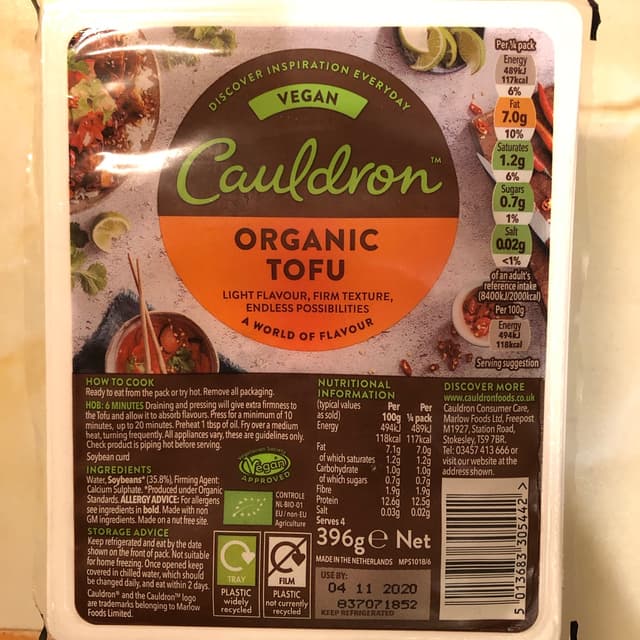 DISCOVER INSPIRATION EVERYDAY
VEGAN
Cauldron™
ORGANIC
TOFU
LIGHT FLAVOUR, FIRM TEXTURE,
ENDLESS POSSIBILITIES
A WORLD OF FLAVOUR
Per ¼ pack
Energy
489kJ
117kcal
6%
Fat
7.0g
10%
Saturates
1.2g
6%
Sugars
0.7g
1%
Salt
0.02g
<1%
of an adult's
reference intake
(8400kJ/2000kcal)
Per 100g
Energy
494kJ
118kcal
Serving suggestion
HOW TO COOK
Ready to eat from the pack or try hot. Remove all packaging.
HOB: 6 MINUTES Draining and pressing will give extra firmness to
the Tofu and allow it to absorb flavours. Press for a minimum of 10
minutes, up to 20 minutes. Preheat 1 tbsp of oil. Fry over a medium
heat, turning frequently. All appliances vary, these are guidelines only.
Check product is piping hot before serving.
Soybean curd
INGREDIENTS
Water, Soybeans* (35.8%), Firming Agent:
Calcium Sulphate. *Produced under Organic
Standards. ALLERGY ADVICE: For allergens
see ingredients in bold. Made with non
GM ingredients. Made on a nut free site.
STORAGE ADVICE
Keep refrigerated and eat by the date
shown on the front of pack. Not suitable
for home freezing. Once opened keep
covered in chilled water, which should
be changed daily, and eat within 2 days.
Cauldron® and the Cauldron™ logo
are trademarks belonging to Marlow
Foods Limited.
Vegetarian Society
Vegan
APPROVED
CONTROLE
NL-BIO-01
EU / non-EU
Agriculture
TRAY
PLASTIC
widely
recycled
FILM
PLASTIC
not currently
recycled
NUTRITIONAL
INFORMATION
(typical values as sold) Per 100g Per ¼ pack
Energy 494kJ 489kJ
118kcal 117kcal
Fat 7.1g 7.0g
of which saturates 1.2g 1.2g
Carbohydrate 1.0g 1.0g
of which sugars 0.7g 0.7g
Fibre 1.9g 1.9g
Protein 12.6g 12.5g
Salt 0.03g 0.02g
Serves 4
396g e Net
MADE IN THE NETHERLANDS MPS1018/6
USE BY:
04 11 2020
837071852
KEEP REFRIGERATED
DISCOVER MORE
www.cauldronfoods.co.uk
Cauldron Consumer Care,
Marlow Foods Ltd, Freepost
M1927, Station Road,
Stokesley, TS9 7BR.
Tel: 03457 413 666 or
visit our website at the
address shown.
5 013683 305442 >